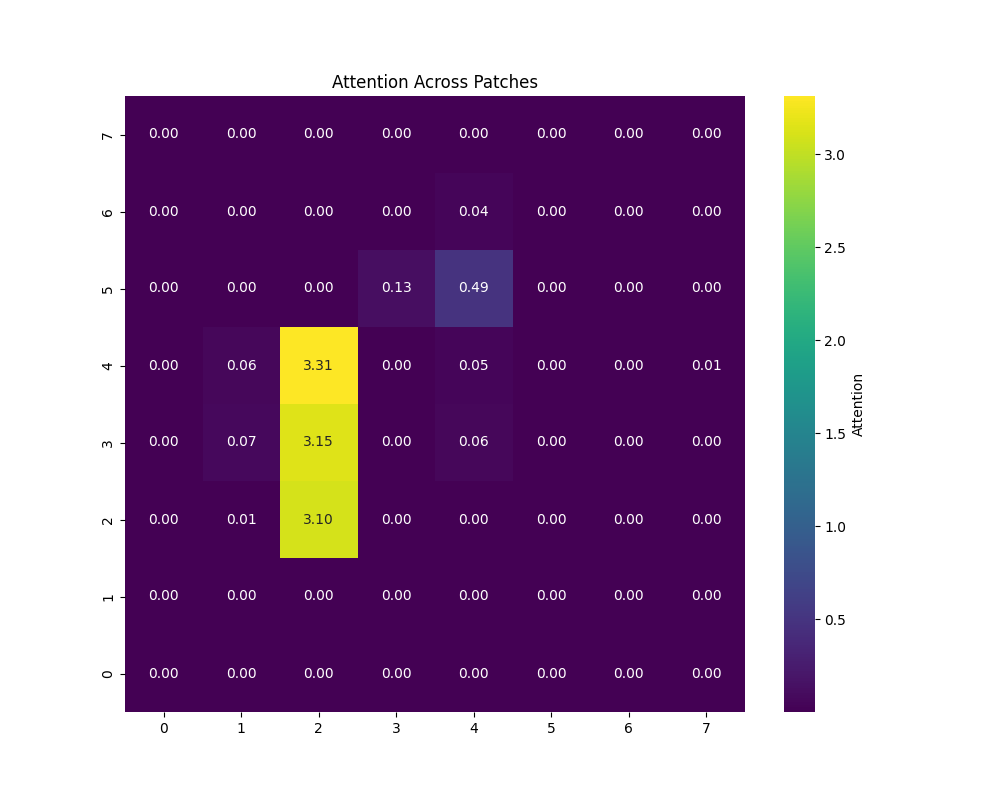 Attention Across Patches
7 0.00 0.00 0.00 0.00 0.00 0.00 0.00 0.00
6 0.00 0.00 0.00 0.00 0.04 0.00 0.00 0.00
5 0.00 0.00 0.00 0.13 0.49 0.00 0.00 0.00
4 0.00 0.06 3.31 0.00 0.05 0.00 0.00 0.01
3 0.00 0.07 3.15 0.00 0.06 0.00 0.00 0.00
2 0.00 0.01 3.10 0.00 0.00 0.00 0.00 0.00
1 0.00 0.00 0.00 0.00 0.00 0.00 0.00 0.00
0 0.00 0.00 0.00 0.00 0.00 0.00 0.00 0.00
0 1 2 3 4 5 6 7
3.0
2.5
2.0
1.5
1.0
0.5
Attention